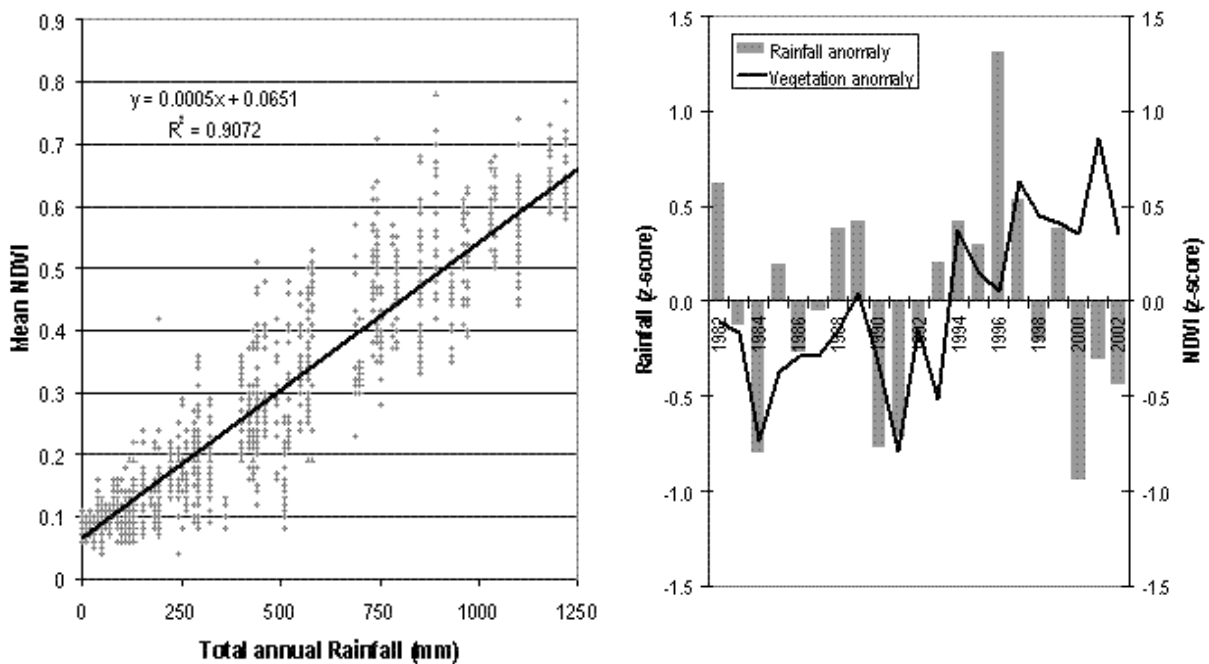 0.9
0.8
0.7
0.6
0.5
0.4
0.3
0.2
0.1
0
Mean NDVI
y = 0.0005x + 0.0651
R² = 0.9072
0 250 500 750 1000 1250
Total annual Rainfall (mm)
1.5
1.0
0.5
0.0
-0.5
-1.0
-1.5
Rainfall (z-score)
Rainfall anomaly
Vegetation anomaly
1982 1984 1986 1988 1990 1992 1994 1996 1998 2000 2002
1.5
1.0
0.5
0.0
-0.5
-1.0
-1.5
NDVI (z-score)